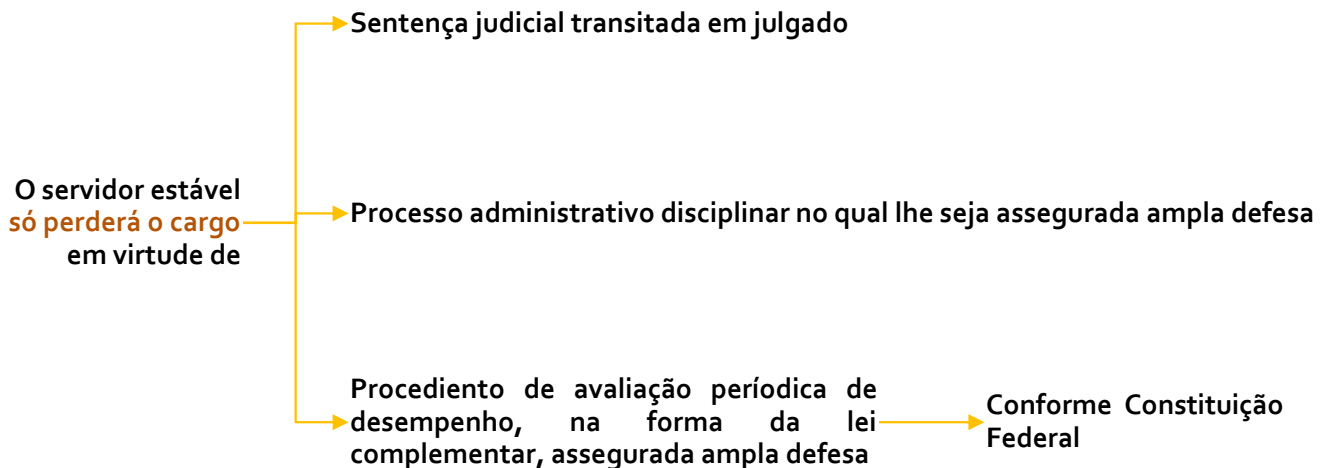 O servidor estável
só perderá o cargo
em virtude de
Sentença judicial transitada em julgado
Processo administrativo disciplinar no qual lhe seja assegurada ampla defesa
Procediento de avaliação períodica de
desempenho, na forma da lei
complementar, assegurada ampla defesa
Conforme Constituição
Federal